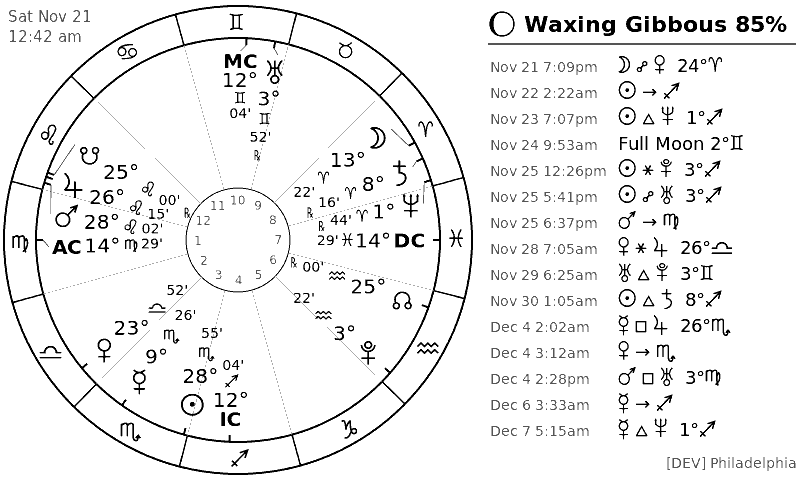 Sat Nov 21
12:42 am
♊
♉
♈
♓
♒
♑
♐
♏
♎
♍
♌
♋
MC
12° ♊ 04'
♅ 3° ♊ 52' ℞
☽ 13° ♈ 22'
♄ 8° ♈ 16' ℞
♆ 1° ♈ 44' ℞
DC 14° ♓ 29'
☊ 25° ♒ 00' ℞
♇ 3° ♒ 22'
IC 12° ♐ 04'
☉ 28° ♏ 55'
☿ 9° ♏ 26'
♀ 23° ♎ 52'
AC 14° ♍ 29'
♂ 28° ♌ 02'
♃ 26° ♌ 15'
☋ 25° ♌ 00' ℞
1
2
3
4
5
6
7
8
9
10
11
12
Waxing Gibbous 85%
Nov 21 7:09pm ☽ ☍ ♀ 24°♈
Nov 22 2:22am ☉ → ♐
Nov 23 7:07pm ☉ △ ♆ 1°♐
Nov 24 9:53am Full Moon 2°♊
Nov 25 12:26pm ☉ ⚹ ♇ 3°♐
Nov 25 5:41pm ☉ ☍ ♅ 3°♐
Nov 25 6:37pm ♂ → ♍
Nov 28 7:05am ♀ ⚹ ♃ 26°♎
Nov 29 6:25am ♅ △ ♇ 3°♊
Nov 30 1:05am ☉ △ ♄ 8°♐
Dec 4 2:02am ☿ □ ♃ 26°♏
Dec 4 3:12am ♀ → ♏
Dec 4 2:28pm ♂ □ ♅ 3°♍
Dec 6 3:33am ☿ → ♐
Dec 7 5:15am ☿ △ ♆ 1°♐
[DEV] Philadelphia